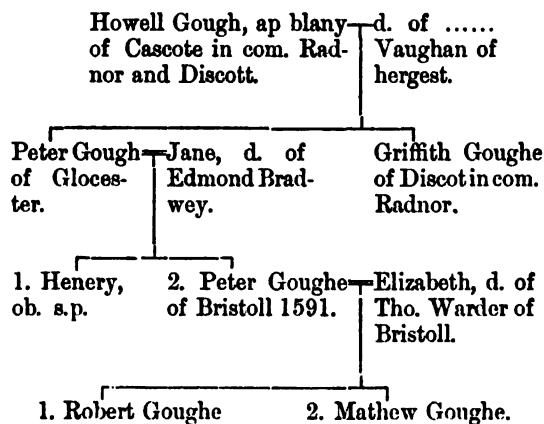 Howell Gough, ap blany
of Cascote in com. Rad-
nor and Discott.
d. of ......
Vaughan of
hergest.
Peter Gough
of Gloces-
ter.
Jane, d. of
Edmond Brad-
wey.
Griffith Goughe
of Discot in com.
Radnor.
1. Henery,
ob. s.p.
2. Peter Goughe
of Bristoll 1591.
Elizabeth, d. of
Tho. Warder of
Bristoll.
1. Robert Goughe
2. Mathew Goughe.